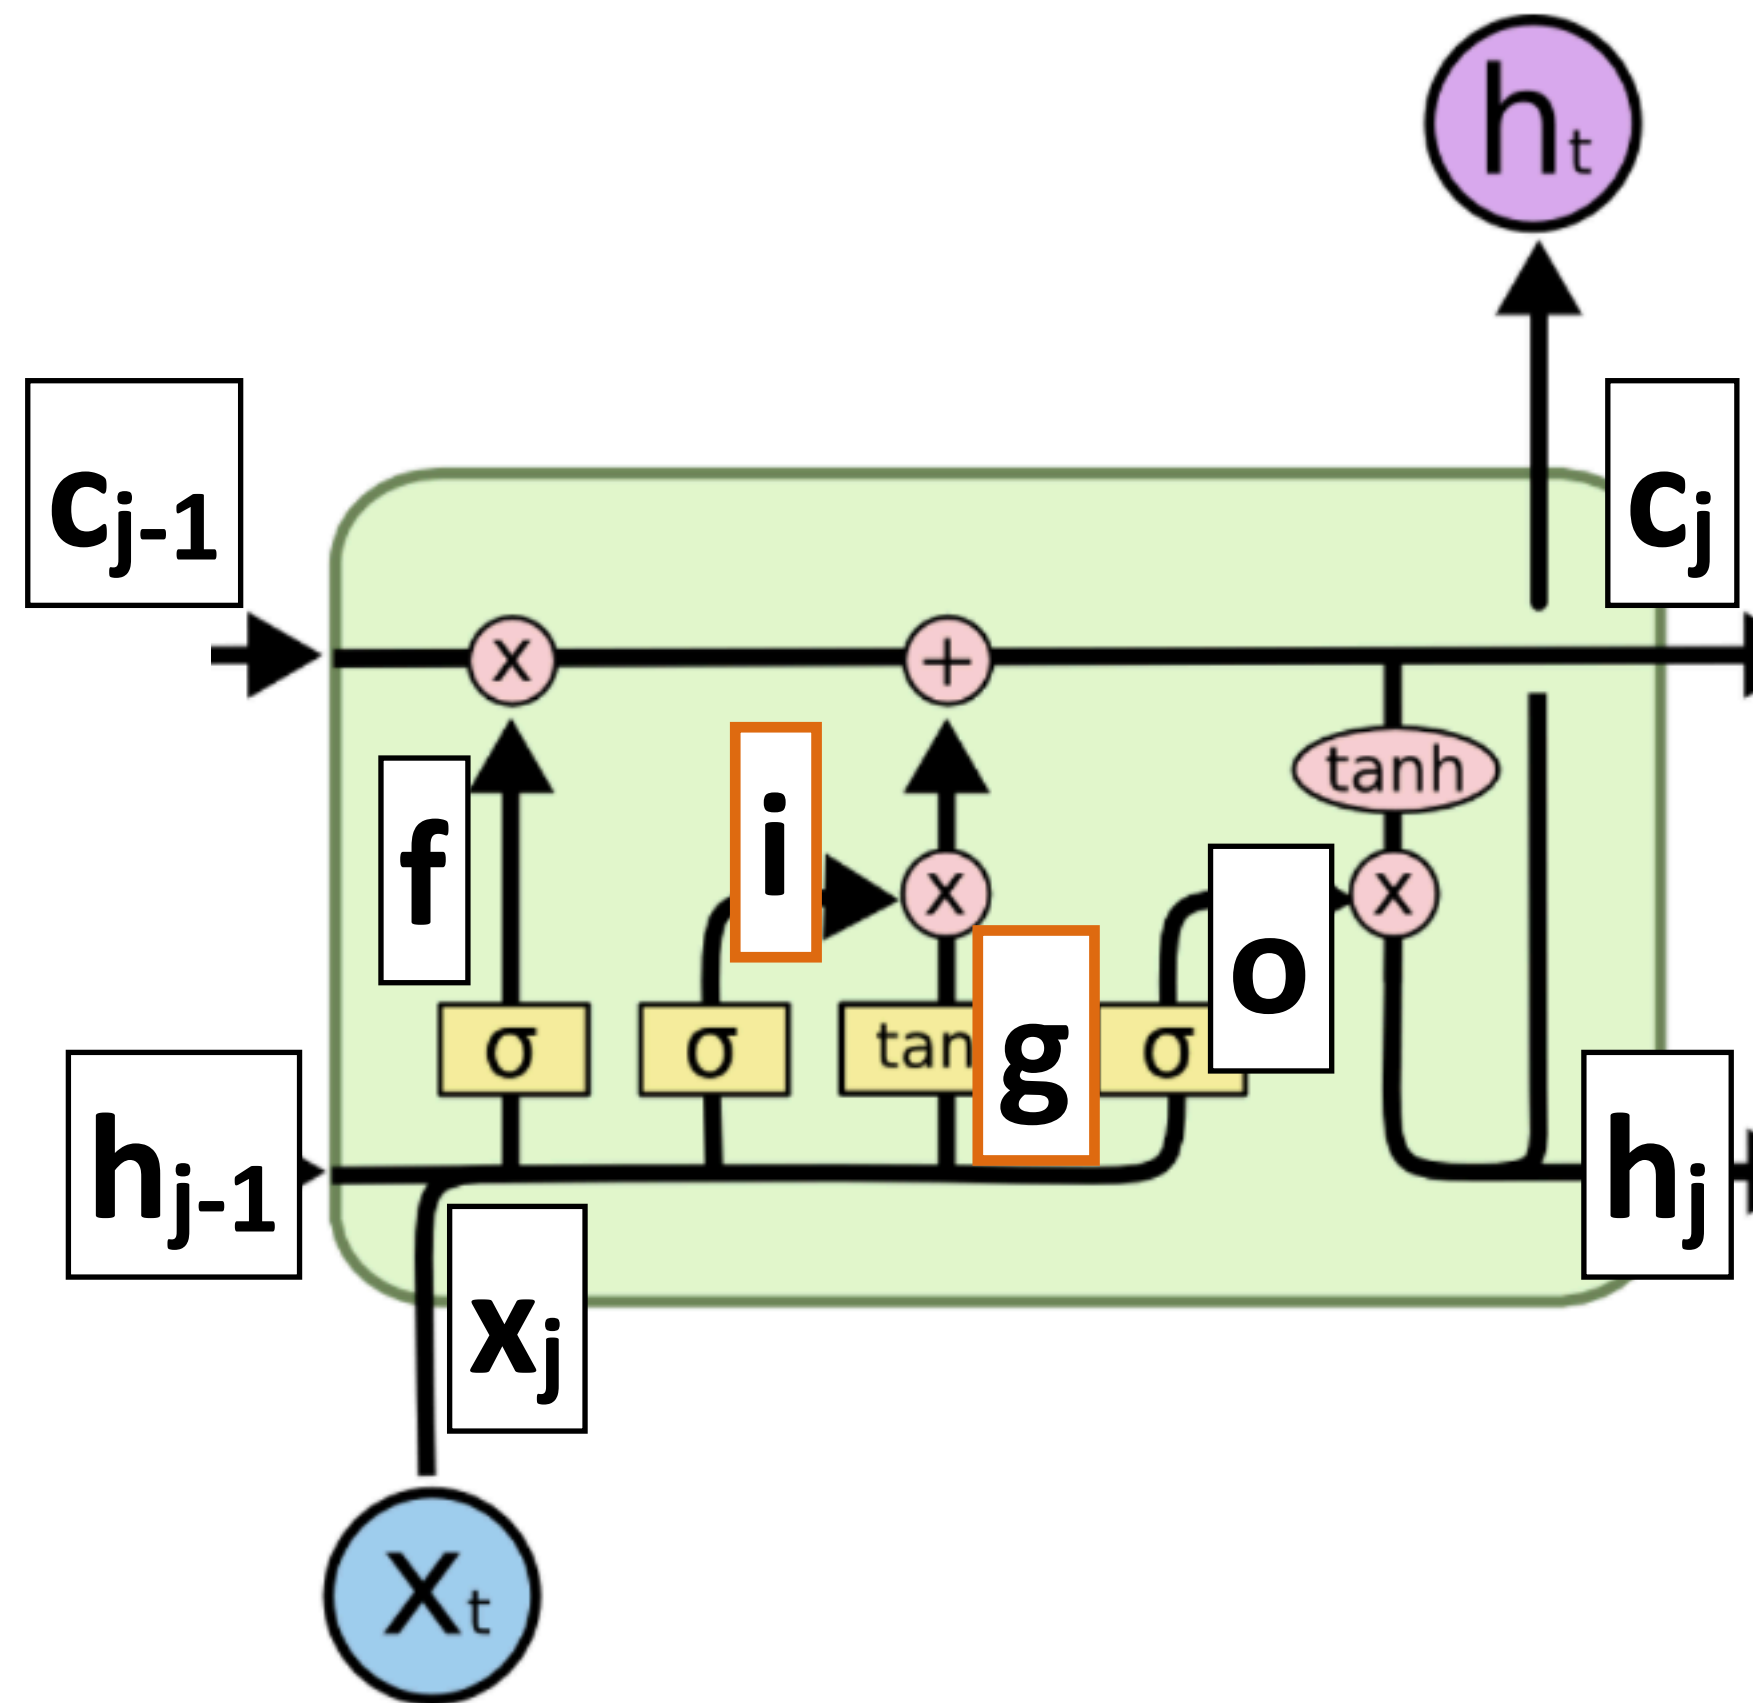 ht
cj-1
cj
x
+
tanh
f
i
x
x
o
g
σ
σ
tan
σ
hj-1
hj
xj
xt